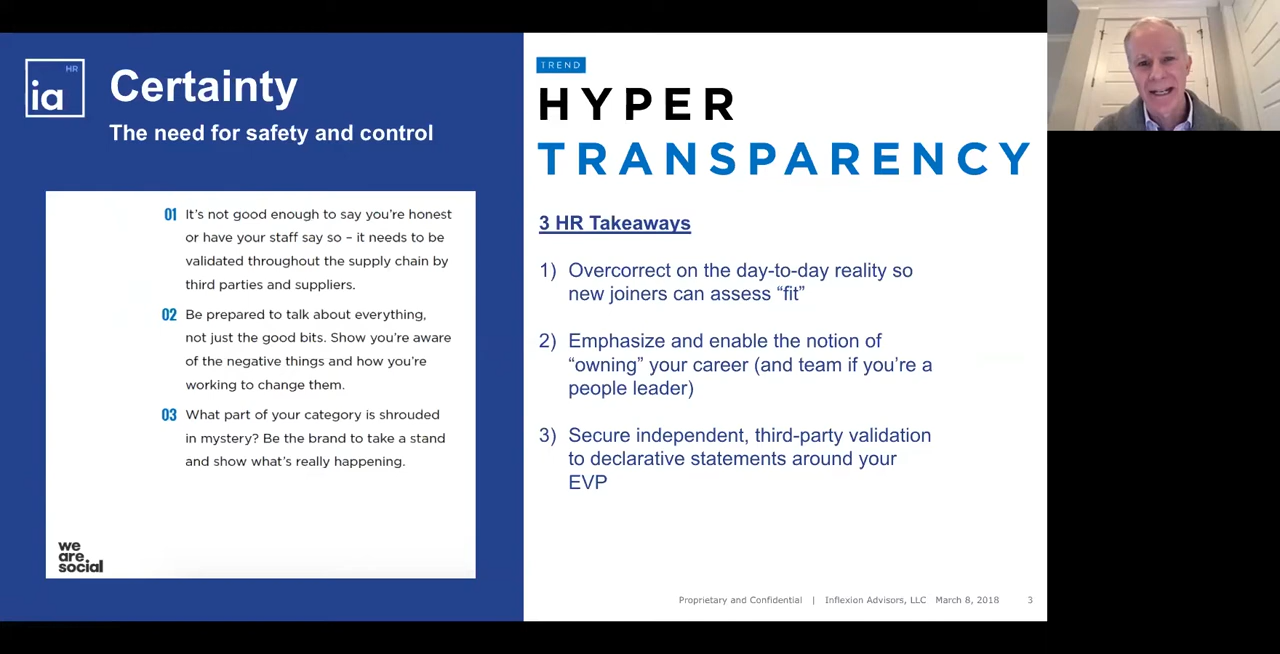 HR
ia
Certainty
The need for safety and control
01 It's not good enough to say you're honest
or have your staff say so – it needs to be
validated throughout the supply chain by
third parties and suppliers.
02 Be prepared to talk about everything,
not just the good bits. Show you're aware
of the negative things and how you're
working to change them.
03 What part of your category is shrouded
in mystery? Be the brand to take a stand
and show what's really happening.
we
are
social
TREND
HYPER
TRANSPARENCY
3 HR Takeaways
1) Overcorrect on the day-to-day reality so
new joiners can assess “fit”
2) Emphasize and enable the notion of
“owning” your career (and team if you’re a
people leader)
3) Secure independent, third-party validation
to declarative statements around your
EVP
Proprietary and Confidential | Inflexion Advisors, LLC March 8, 2018 3